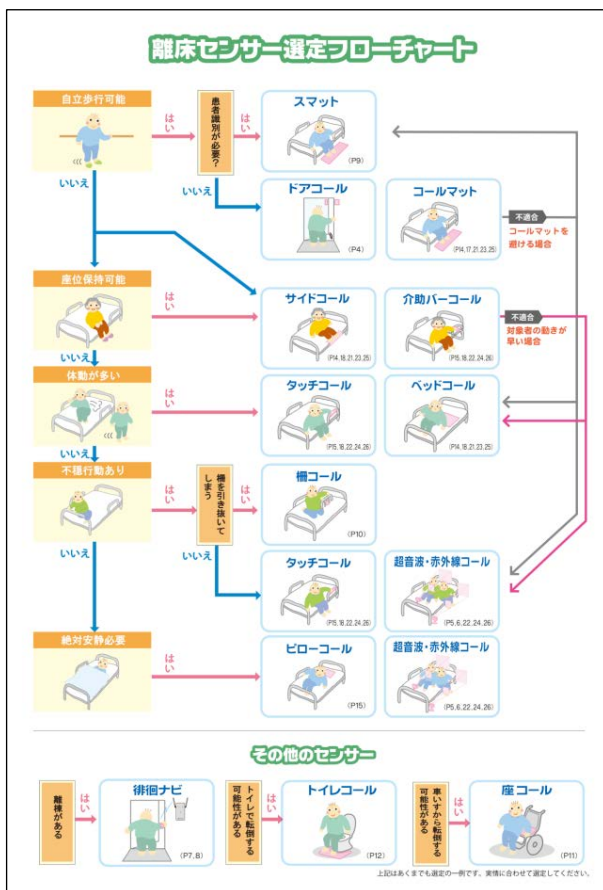 離床センサー選定フローチャート
自立歩行可能
はい
患者識別が必要?
はい
スマット
(P9)
いいえ
いいえ
ドアコール
(P4)
コールマット
(P14,17,21,23,25)
不適合
コールマットを
避ける場合
座位保持可能
はい
サイドコール
(P14,18,21,23,25)
介助バーコール
(P15,18,22,24,26)
不適合
対象者の動きが
早い場合
いいえ
体動が多い
はい
タッチコール
(P15,18,22,24,26)
ベッドコール
(P14,18,21,23,25)
いいえ
不穏行動あり
はい
柵を引き抜いて
しまう
はい
柵コール
(P10)
いいえ
いいえ
タッチコール
(P15,18,22,24,26)
超音波・赤外線コール
(P5,6,22,24,26)
絶対安静必要
はい
ピローコール
(P15)
超音波・赤外線コール
(P5,6,22,24,26)
その他のセンサー
離棟がある
はい
徘徊ナビ
(P7,8)
トイレで転倒する
可能性がある
はい
トイレコール
(P12)
車いすから転倒する
可能性がある
はい
座コール
(P11)
上記はあくまでも選定の一例です。実情に合わせて選定してください。